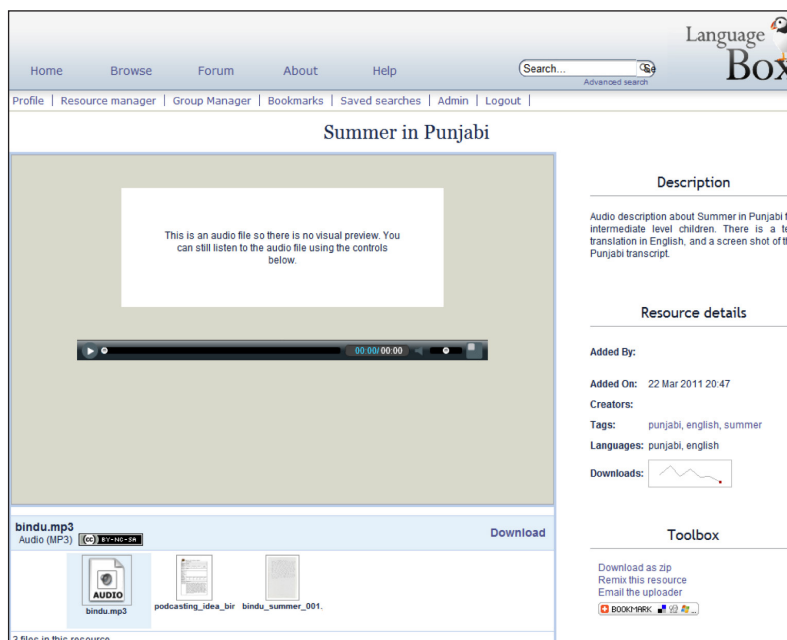 Language
Box
Home Browse Forum About Help
Search...
Advanced search
Profile | Resource manager | Group Manager | Bookmarks | Saved searches | Admin | Logout |
Summer in Punjabi
This is an audio file so there is no visual preview. You
can still listen to the audio file using the controls
below.
00:00/00:00
bindu.mp3
Audio (MP3) (cc) BY-NC-SA
Download
AUDIO
bindu.mp3 podcasting_idea_bir bindu_summer_001.
3 files in this resource
Description
Audio description about Summer in Punjabi f
intermediate level children. There is a te
translation in English, and a screen shot of th
Punjabi transcript.
Resource details
Added By:
Added On: 22 Mar 2011 20:47
Creators:
Tags: punjabi, english, summer
Languages: punjabi, english
Downloads:
Toolbox
Download as zip
Remix this resource
Email the uploader
BOOKMARK